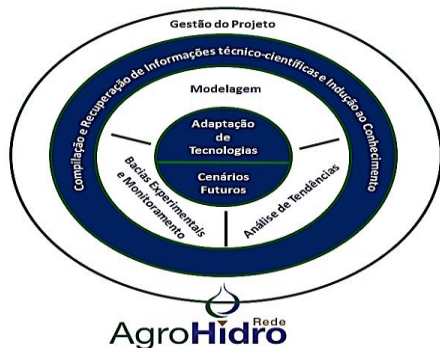 Gestão do Projeto
Compilação e Recuperação de Informações técnico-científicas e Indução ao Conhecimento
Modelagem
Adaptação
de
Tecnologias
Cenários
Futuros
Bacias Experimentais
e Monitoramento
Análise de Tendências
Rede
AgroHidro